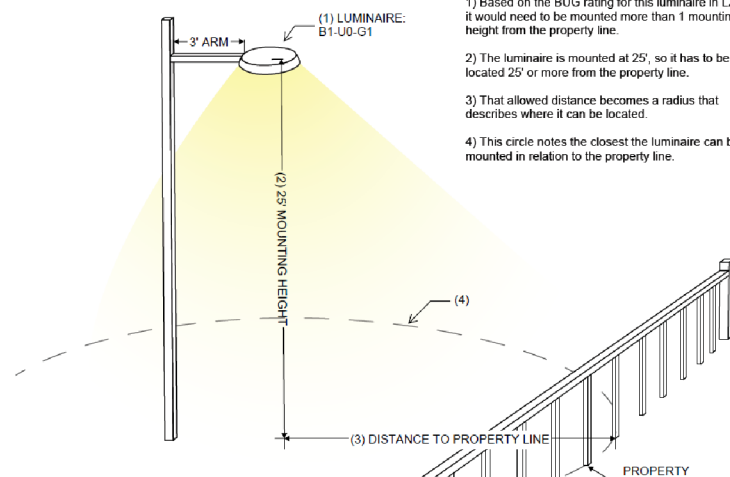 (1) LUMINAIRE:
B1-U0-G1
3' ARM
1) Based on the BUG rating for this luminaire in
it would need to be mounted more than 1
height from the property line.
2) The luminaire is mounted at 25', so it has to be
located 25' or more from the property line.
3) That allowed distance becomes a radius that
describes where it can be located.
4) This circle notes the closest the luminaire can
mounted in relation to the property line.
(2) 25' MOUNTING HEIGHT
(4)
(3) DISTANCE TO PROPERTY LINE
PROPERTY